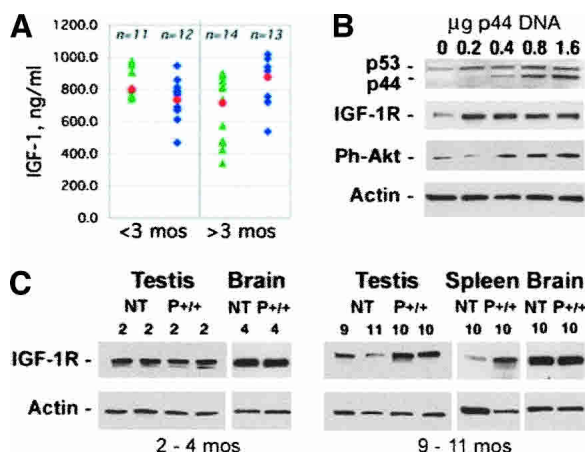 A
n=11 n=12 n=14 n=13
IGF-1, ng/ml
1200.0
1000.0
800.0
600.0
400.0
200.0
0.0
<3 mos >3 mos
B
µg p44 DNA
0 0.2 0.4 0.8 1.6
p53 -
p44 -
IGF-1R -
Ph-Akt -
Actin -
C
Testis Brain Testis Spleen Brain
NT P+/+ NT P+/+ NT P+/+ NT P+/+ NT P+/+
2 2 2 2 4 4 9 11 10 10 10 10 10 10
IGF-1R -
Actin -
2 - 4 mos 9 - 11 mos